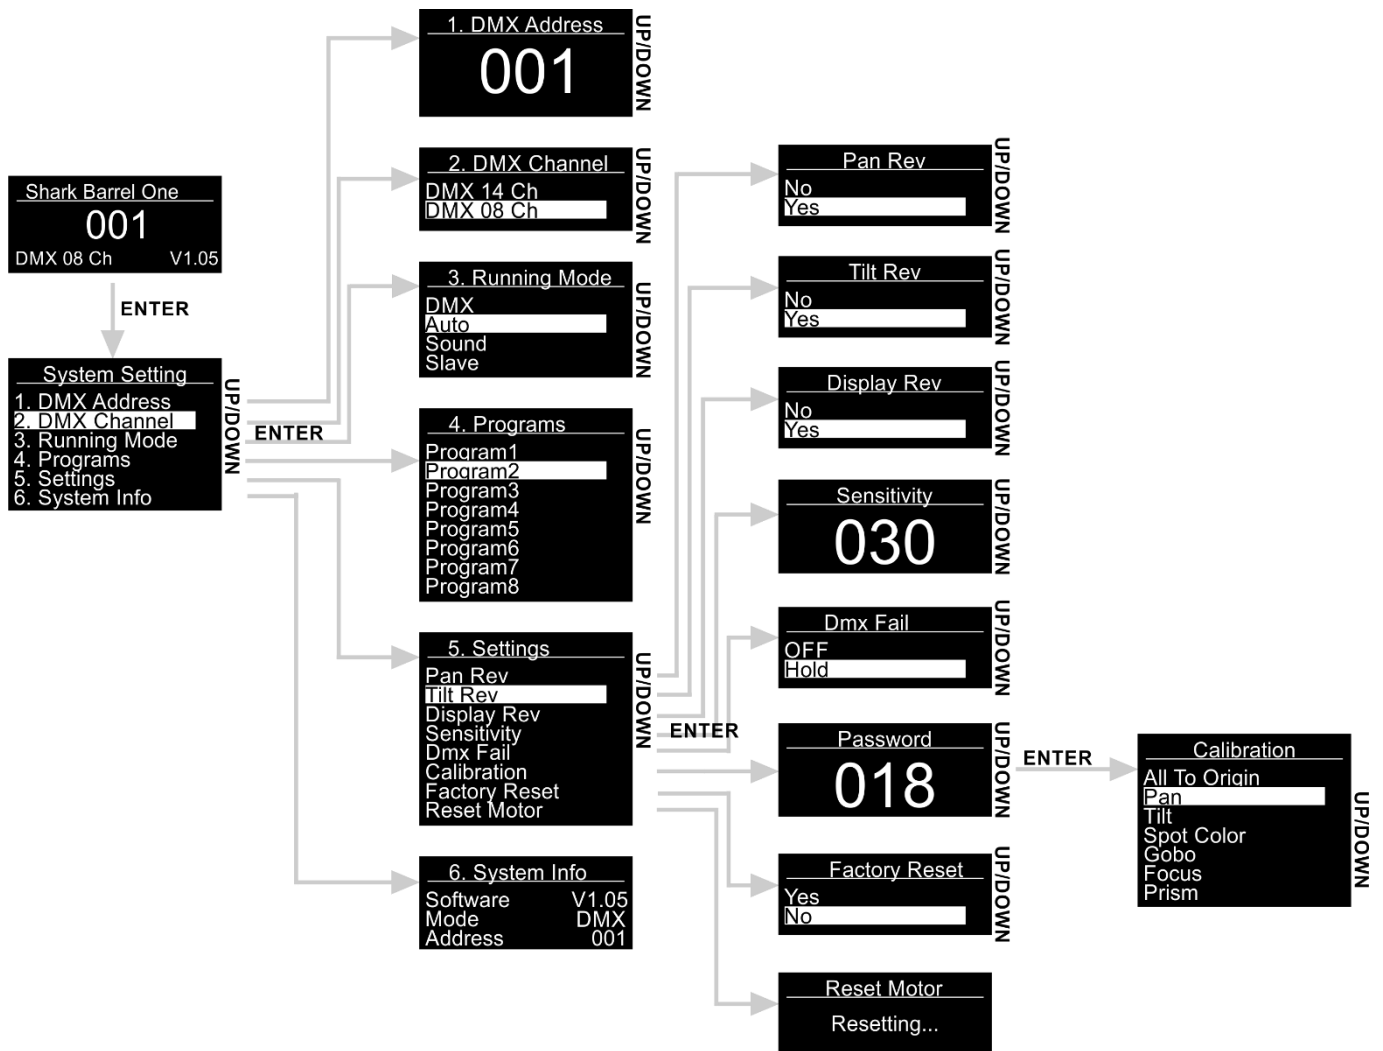 Shark Barrel One
001
DMX 08 Ch V1.05
ENTER
System Setting
1. DMX Address
2. DMX Channel
3. Running Mode
4. Programs
5. Settings
6. System Info
UP/DOWN
ENTER
1. DMX Address
001
UP/DOWN
2. DMX Channel
DMX 14 Ch
DMX 08 Ch
UP/DOWN
3. Running Mode
DMX
Auto
Sound
Slave
UP/DOWN
4. Programs
Program1
Program2
Program3
Program4
Program5
Program6
Program7
Program8
UP/DOWN
5. Settings
Pan Rev
Tilt Rev
Display Rev
Sensitivity
Dmx Fail
Calibration
Factory Reset
Reset Motor
UP/DOWN
ENTER
6. System Info
Software V1.05
Mode DMX
Address 001
Pan Rev
No
Yes
UP/DOWN
Tilt Rev
No
Yes
UP/DOWN
Display Rev
No
Yes
UP/DOWN
Sensitivity
030
UP/DOWN
Dmx Fail
OFF
Hold
UP/DOWN
Password
018
UP/DOWN
ENTER
Factory Reset
Yes
No
UP/DOWN
Reset Motor
Resetting...
Calibration
All To Origin
Pan
Tilt
Spot Color
Gobo
Focus
Prism
UP/DOWN